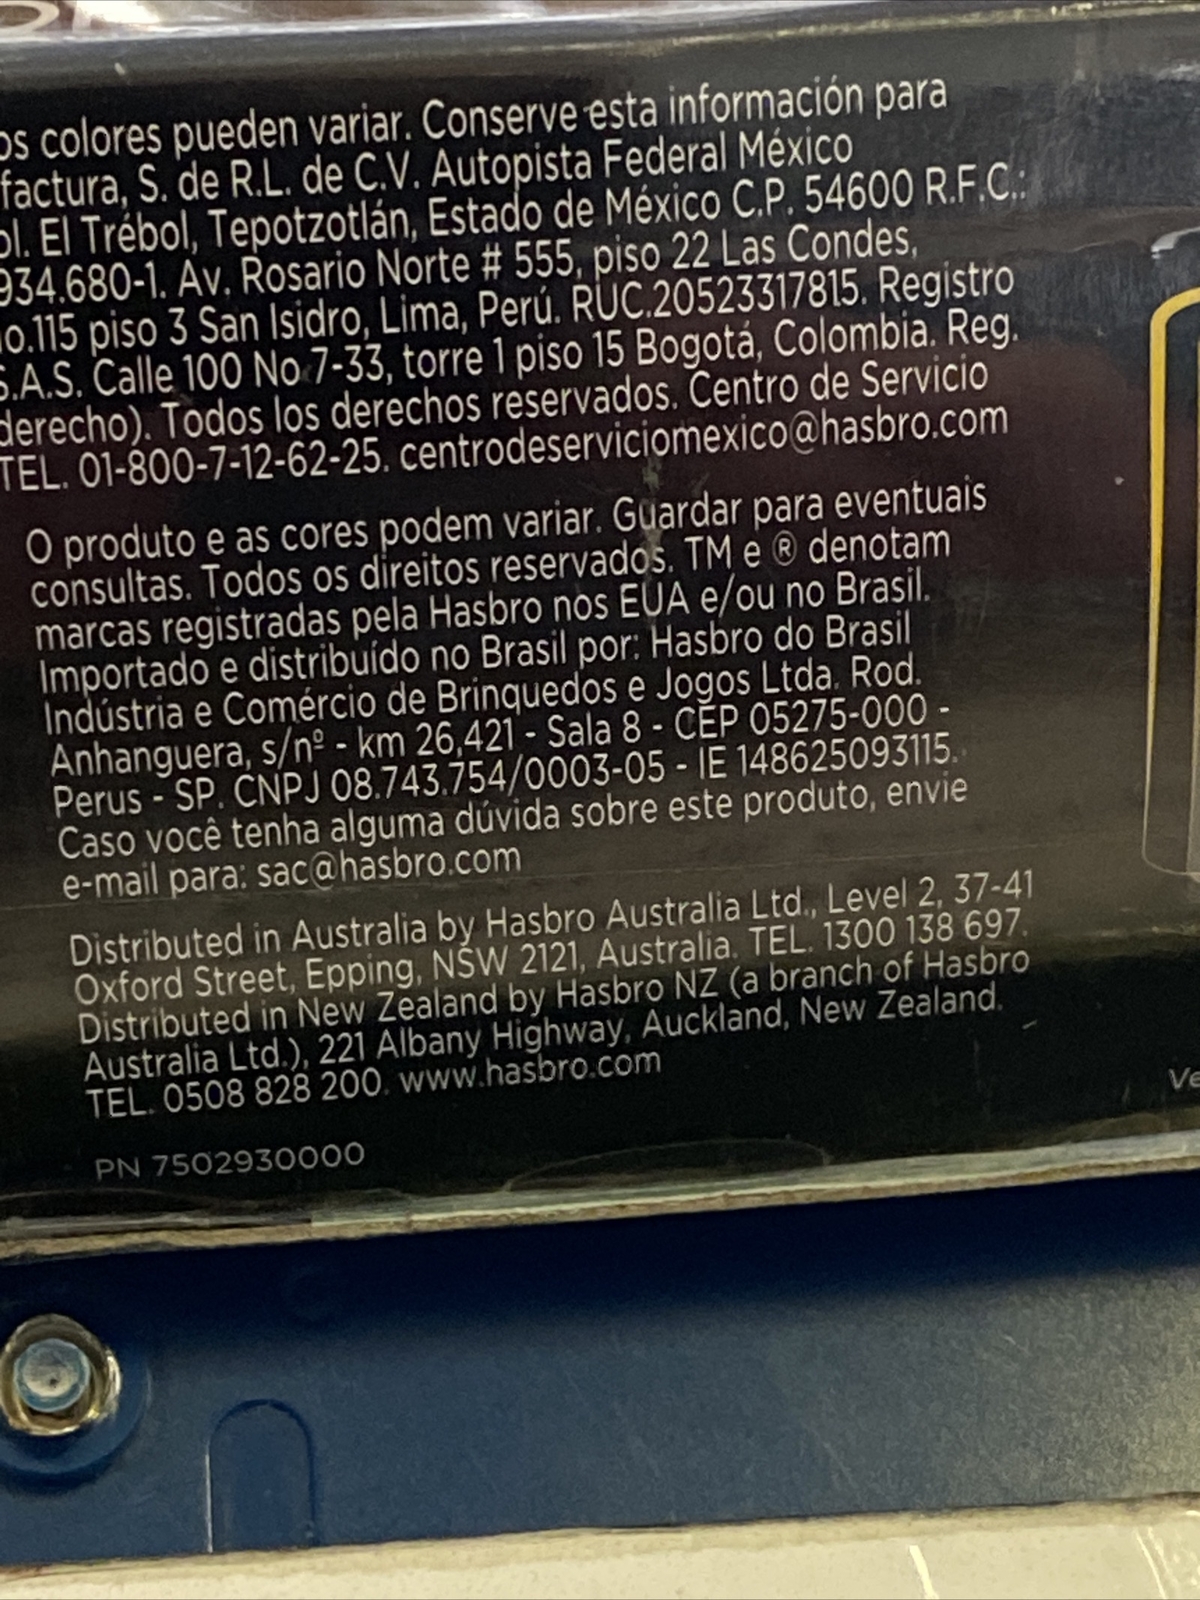 os colores pueden variar. Conserve esta información para
factura, S. de R.L. de C.V. Autopista Federal México
ol. El Trébol, Tepotzotlán, Estado de México C.P. 54600 R.F.C.:
934.680-1. Av. Rosario Norte # 555, piso 22 Las Condes,
o.115 piso 3 San Isidro, Lima, Perú. RUC.20523317815. Registro
S.A.S. Calle 100 No 7-33, torre 1 piso 15 Bogotá, Colombia. Reg.
derecho). Todos los derechos reservados. Centro de Servicio
TEL. 01-800-7-12-62-25. centrodeserviciomexico@hasbro.com
O produto e as cores podem variar. Guardar para eventuais
consultas. Todos os direitos reservados. TM e ® denotam
marcas registradas pela Hasbro nos EUA e/ou no Brasil.
Importado e distribuído no Brasil por: Hasbro do Brasil
Indústria e Comércio de Brinquedos e Jogos Ltda. Rod.
Anhanguera, s/nº - km 26,421 - Sala 8 - CEP 05275-000 -
Perus - SP. CNPJ 08.743.754/0003-05 - IE 148625093115.
Caso você tenha alguma dúvida sobre este produto, envie
e-mail para: sac@hasbro.com
Distributed in Australia by Hasbro Australia Ltd., Level 2, 37-41
Oxford Street, Epping, NSW 2121, Australia. TEL. 1300 138 697.
Distributed in New Zealand by Hasbro NZ (a branch of Hasbro
Australia Ltd.), 221 Albany Highway, Auckland, New Zealand.
TEL. 0508 828 200. www.hasbro.com
Ve
PN 7502930000